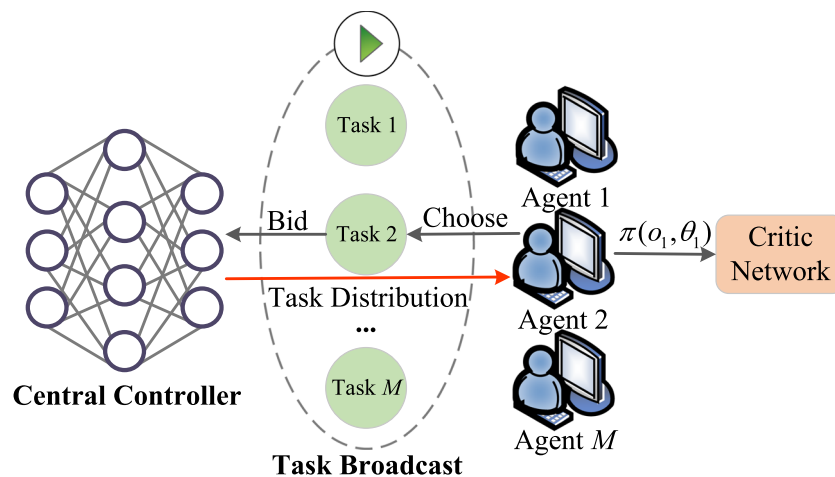 Task 1
Agent 1
Bid
Task 2
Choose
π(o₁,θ₁)
Critic
Network
Task Distribution
...
Agent 2
Task M
Central Controller
Agent M
Task Broadcast